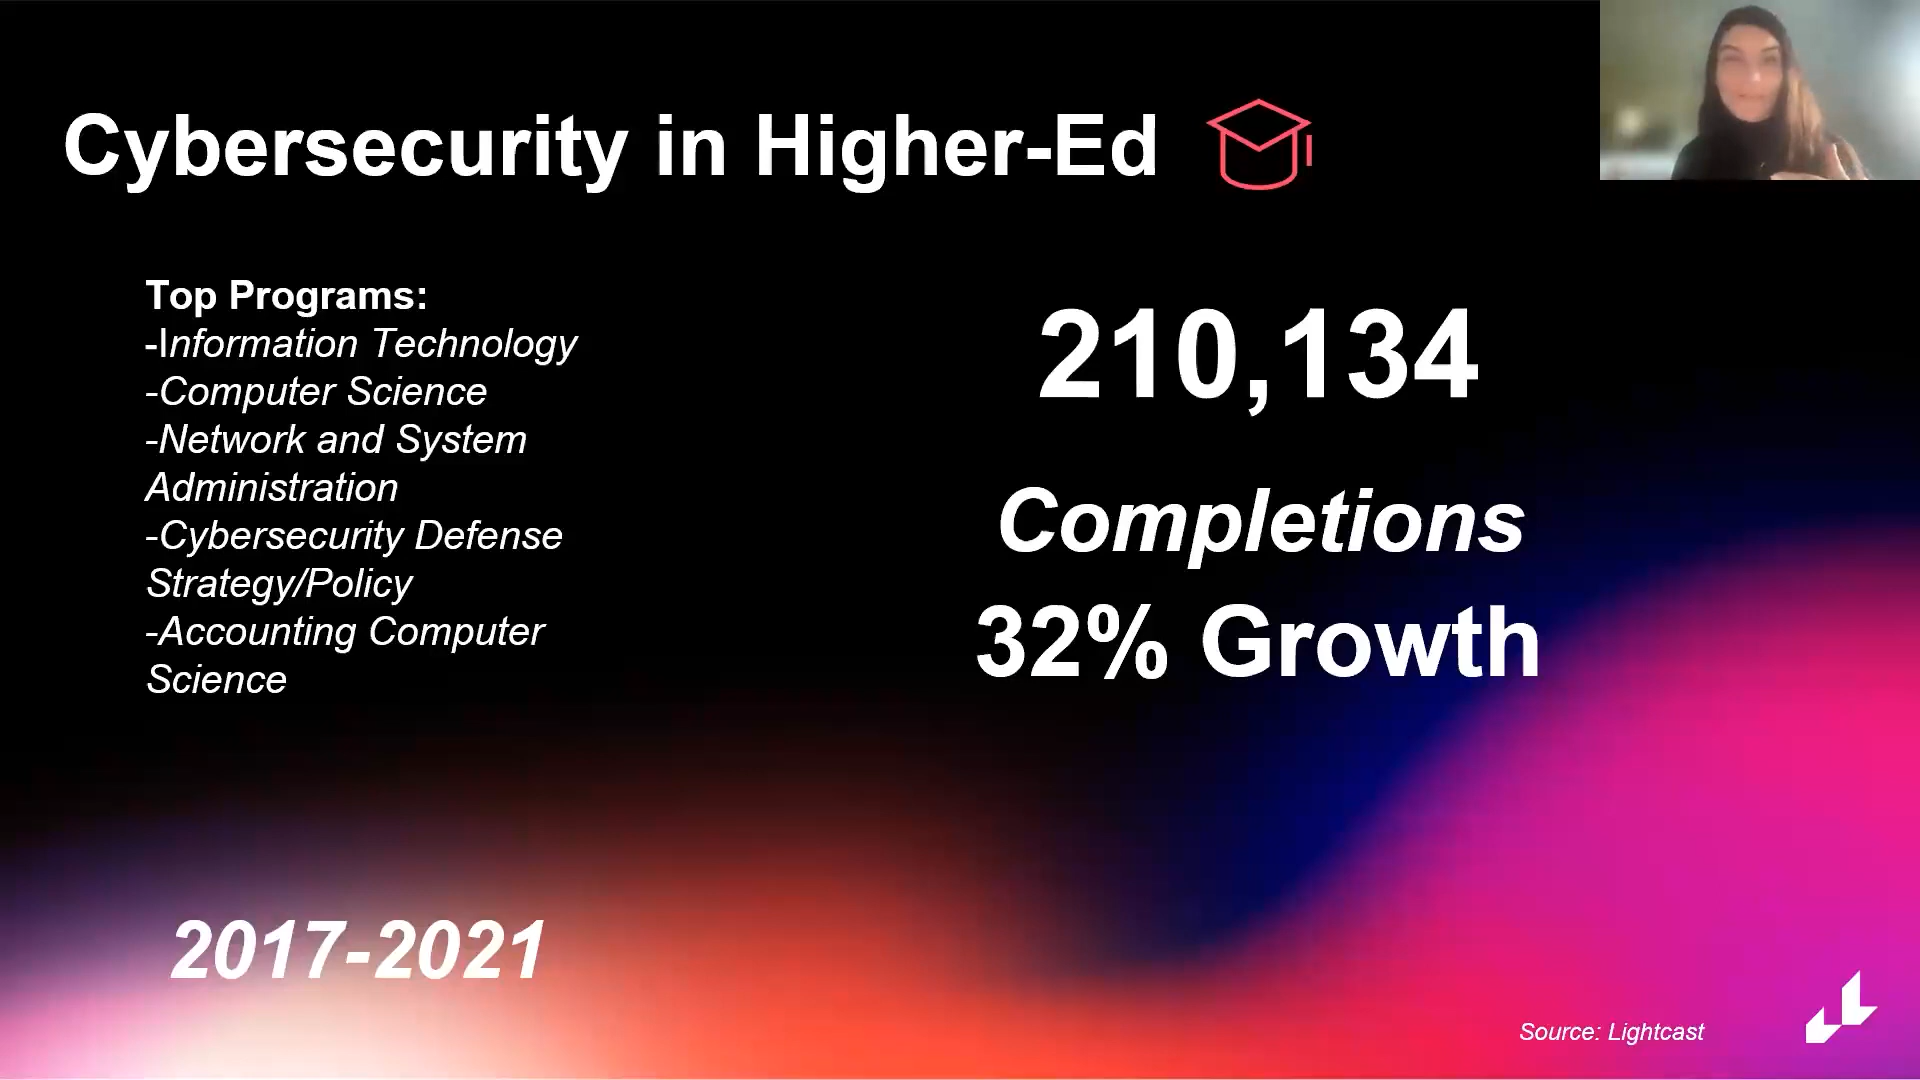 Cybersecurity in Higher-Ed
Top Programs:
-Information Technology
-Computer Science
-Network and System
Administration
-Cybersecurity Defense
Strategy/Policy
-Accounting Computer
Science
210,134
Completions
32% Growth
2017-2021
Source: Lightcast